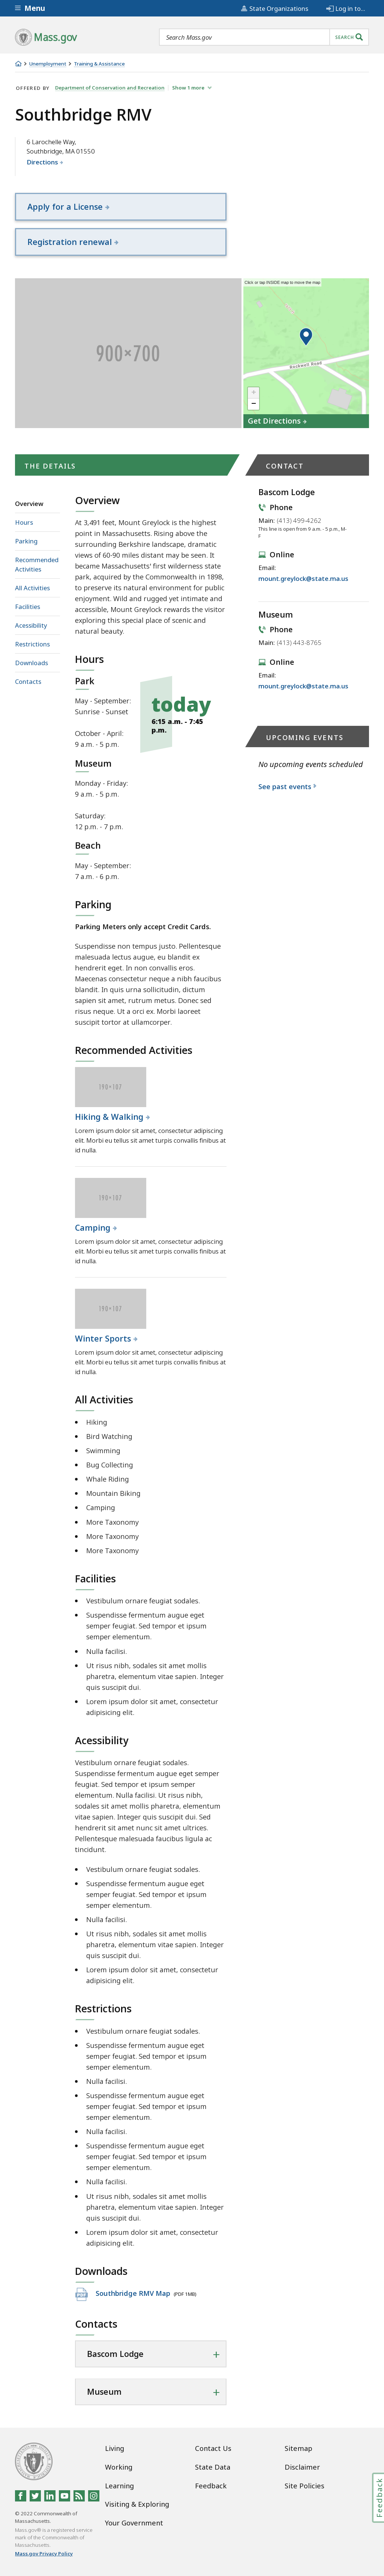 Menu
State Organizations
Log in to...
Mass.gov
Search Mass.gov
SEARCH
Unemployment
Training & Assistance
OFFERED BY
Department of Conservation and Recreation
Show 1 more
Southbridge RMV
6 Larochelle Way,
Southbridge, MA 01550
Directions
Apply for a License
Registration renewal
900×700
Click or tap INSIDE map to move the map
Rockwell Road
+
−
Get Directions
THE DETAILS
Overview
Hours
Parking
Recommended
Activities
All Activities
Facilities
Acessibility
Restrictions
Downloads
Contacts
Overview
At 3,491 feet, Mount Greylock is the highest
point in Massachusetts. Rising above the
surrounding Berkshire landscape, dramatic
views of 60-90 miles distant may be seen. It
became Massachusetts' first wilderness state
park, acquired by the Commonwealth in 1898,
to preserve its natural environment for public
enjoyment. Wild and rugged yet intimate and
accessible, Mount Greylock rewards the visitor
exploring this special place of scenic and
natural beauty.
Hours
Park
May - September:
Sunrise - Sunset
October - April:
9 a.m. - 5 p.m.
today
6:15 a.m. - 7:45
p.m.
Museum
Monday - Friday:
9 a.m. - 5 p.m.
Saturday:
12 p.m. - 7 p.m.
Beach
May - September:
7 a.m. - 6 p.m.
Parking
Parking Meters only accept Credit Cards.
Suspendisse non tempus justo. Pellentesque
malesuada lectus augue, eu blandit ex
hendrerit eget. In non convallis eros.
Maecenas consectetur neque a nibh faucibus
blandit. In quis urna sollicitudin, dictum
sapien sit amet, rutrum metus. Donec sed
risus neque. Ut a orci ex. Morbi laoreet
suscipit tortor at ullamcorper.
Recommended Activities
190×107
Hiking & Walking
Lorem ipsum dolor sit amet, consectetur adipiscing
elit. Morbi eu tellus sit amet turpis convallis finibus at
id nulla.
190×107
Camping
Lorem ipsum dolor sit amet, consectetur adipiscing
elit. Morbi eu tellus sit amet turpis convallis finibus at
id nulla.
190×107
Winter Sports
Lorem ipsum dolor sit amet, consectetur adipiscing
elit. Morbi eu tellus sit amet turpis convallis finibus at
id nulla.
All Activities
Hiking
Bird Watching
Swimming
Bug Collecting
Whale Riding
Mountain Biking
Camping
More Taxonomy
More Taxonomy
More Taxonomy
Facilities
Vestibulum ornare feugiat sodales.
Suspendisse fermentum augue eget
semper feugiat. Sed tempor et ipsum
semper elementum.
Nulla facilisi.
Ut risus nibh, sodales sit amet mollis
pharetra, elementum vitae sapien. Integer
quis suscipit dui.
Lorem ipsum dolor sit amet, consectetur
adipisicing elit.
Acessibility
Vestibulum ornare feugiat sodales.
Suspendisse fermentum augue eget semper
feugiat. Sed tempor et ipsum semper
elementum. Nulla facilisi. Ut risus nibh,
sodales sit amet mollis pharetra, elementum
vitae sapien. Integer quis suscipit dui. Sed
hendrerit sit amet nunc sit amet ultrices.
Pellentesque malesuada faucibus ligula ac
tincidunt.
Vestibulum ornare feugiat sodales.
Suspendisse fermentum augue eget
semper feugiat. Sed tempor et ipsum
semper elementum.
Nulla facilisi.
Ut risus nibh, sodales sit amet mollis
pharetra, elementum vitae sapien. Integer
quis suscipit dui.
Lorem ipsum dolor sit amet, consectetur
adipisicing elit.
Restrictions
Vestibulum ornare feugiat sodales.
Suspendisse fermentum augue eget
semper feugiat. Sed tempor et ipsum
semper elementum.
Nulla facilisi.
Suspendisse fermentum augue eget
semper feugiat. Sed tempor et ipsum
semper elementum.
Nulla facilisi.
Suspendisse fermentum augue eget
semper feugiat. Sed tempor et ipsum
semper elementum.
Nulla facilisi.
Ut risus nibh, sodales sit amet mollis
pharetra, elementum vitae sapien. Integer
quis suscipit dui.
Lorem ipsum dolor sit amet, consectetur
adipisicing elit.
Downloads
Southbridge RMV Map (PDF 1MB)
Contacts
Bascom Lodge
Museum
CONTACT
Bascom Lodge
Phone
Main: (413) 499-4262
This line is open from 9 a.m. - 5 p.m., M-
F
Online
Email:
mount.greylock@state.ma.us
Museum
Phone
Main: (413) 443-8765
Online
Email:
mount.greylock@state.ma.us
UPCOMING EVENTS
No upcoming events scheduled
See past events
Feedback
Living
Working
Learning
Visiting & Exploring
Your Government
Contact Us
State Data
Feedback
Sitemap
Disclaimer
Site Policies
© 2022 Commonwealth of
Massachusetts.
Mass.gov® is a registered service
mark of the Commonwealth of
Massachusetts.
Mass.gov Privacy Policy